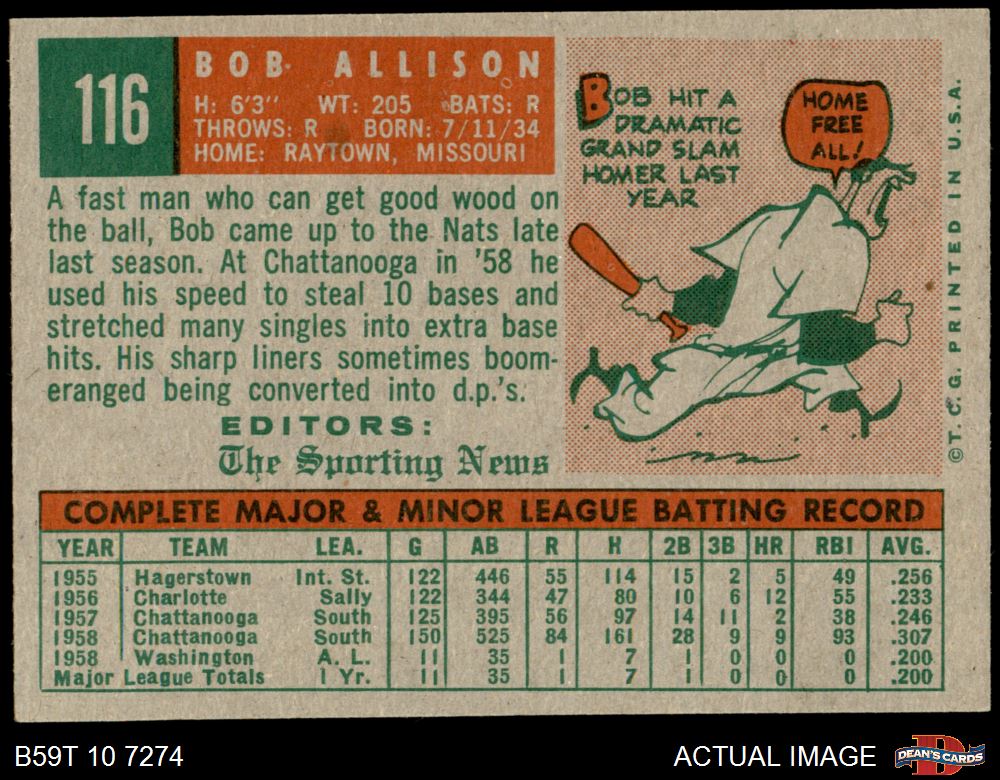 116
BOB ALLISON
H: 6'3" WT: 205 BATS: R
THROWS: R BORN: 7/11/34
HOME: RAYTOWN, MISSOURI
A fast man who can get good wood on
the ball, Bob came up to the Nats late
last season. At Chattanooga in '58 he
used his speed to steal 10 bases and
stretched many singles into extra base
hits. His sharp liners sometimes boom-
eranged being converted into d.p.'s.
EDITORS:
The Sporting News
BOB HIT A
DRAMATIC
GRAND SLAM
HOMER LAST
YEAR
HOME
FREE
ALL!
©T. C. G. PRINTED IN U.S.A.
COMPLETE MAJOR & MINOR LEAGUE BATTING RECORD
YEAR TEAM LEA. G AB R H 2B 3B HR RBI AVG.
1955 Hagerstown Int. St. 122 446 55 114 15 2 5 49 .256
1956 Charlotte Sally 122 344 47 80 10 6 12 55 .233
1957 Chattanooga South 125 395 56 97 14 11 2 38 .246
1958 Chattanooga South 150 525 84 161 28 9 9 93 .307
1958 Washington A. L. 11 35 1 7 1 0 0 0 .200
Major League Totals 1 Yr. 11 35 1 7 1 0 0 0 .200
B59T 10 7274
ACTUAL IMAGE
DEAN'S CARDS